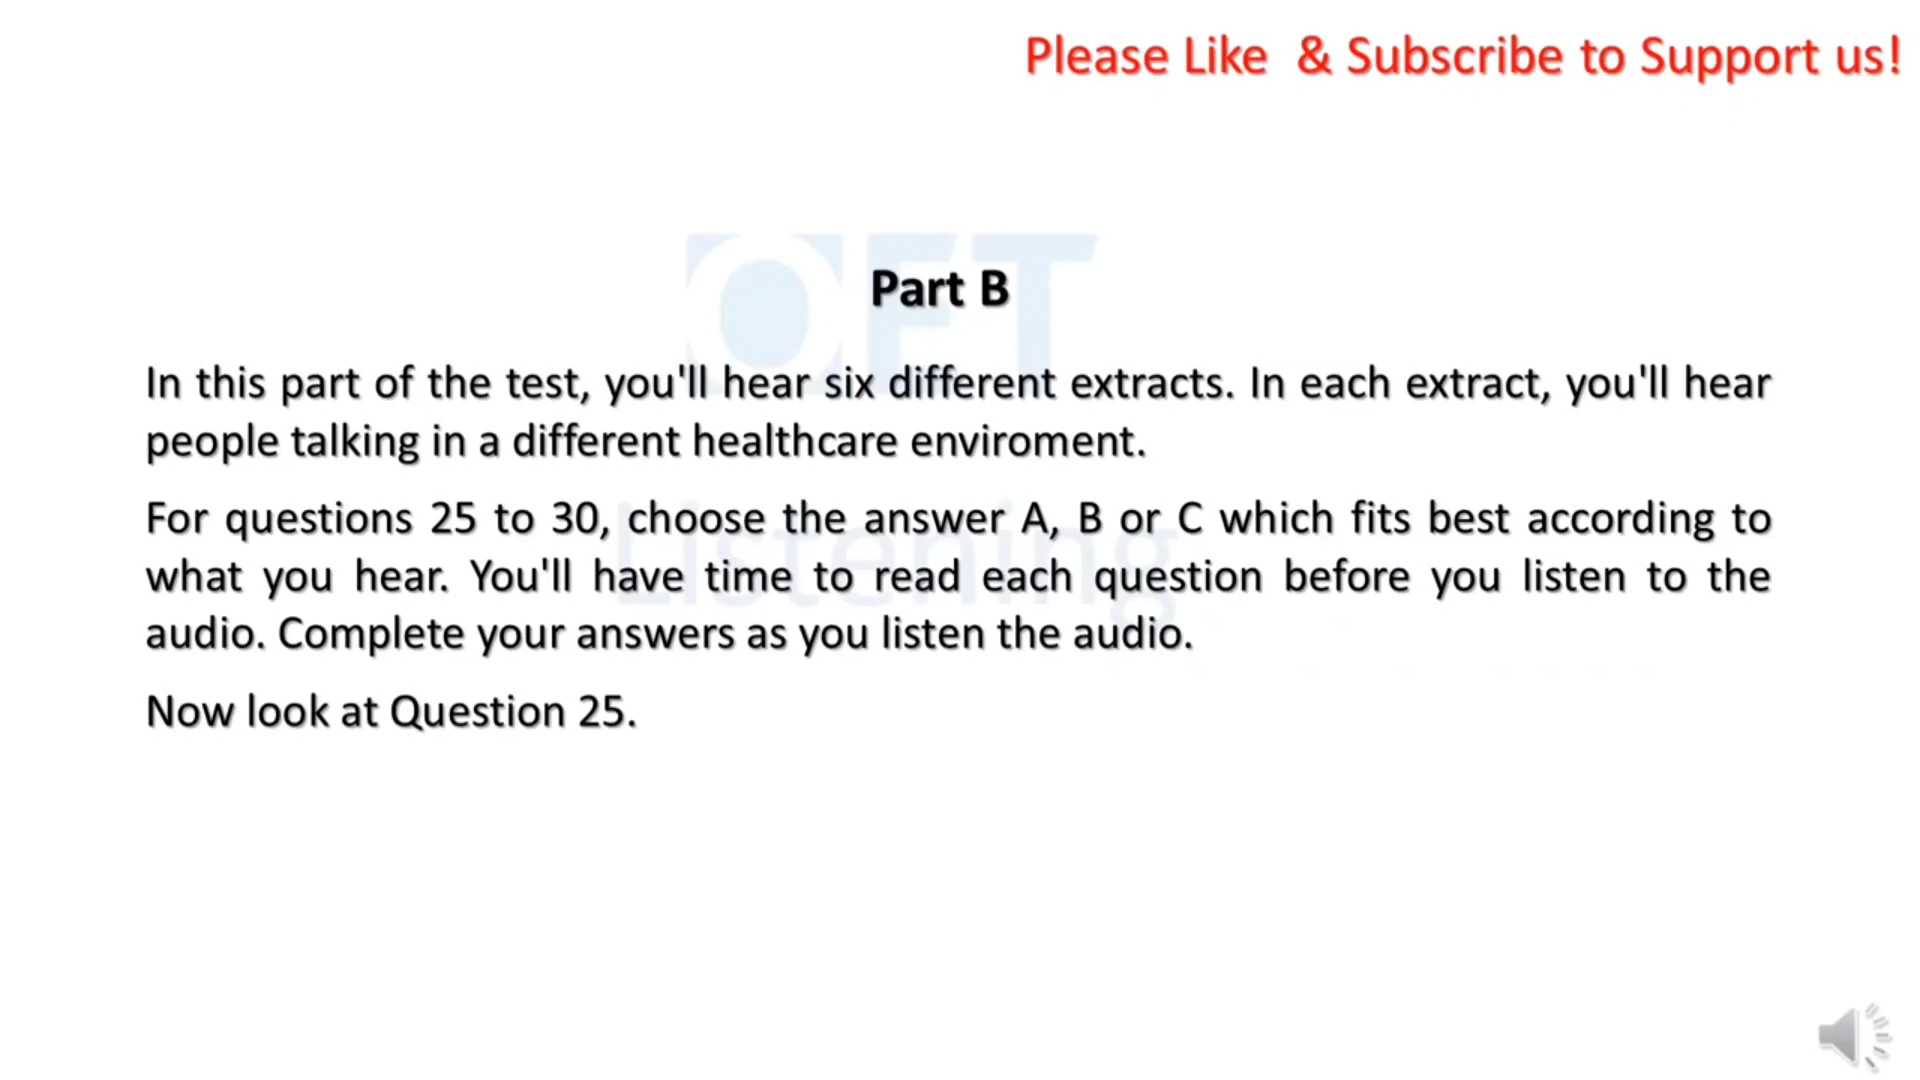 Please Like & Subscribe to Support us!
OET
Part B
In this part of the test, you'll hear six different extracts. In each extract, you'll hear
people talking in a different healthcare enviroment.
For questions 25 to 30, choose the answer A, B or C which fits best according to
what you hear. You'll have time to read each question before you listen to the
audio. Complete your answers as you listen the audio.
Listening
Now look at Question 25.